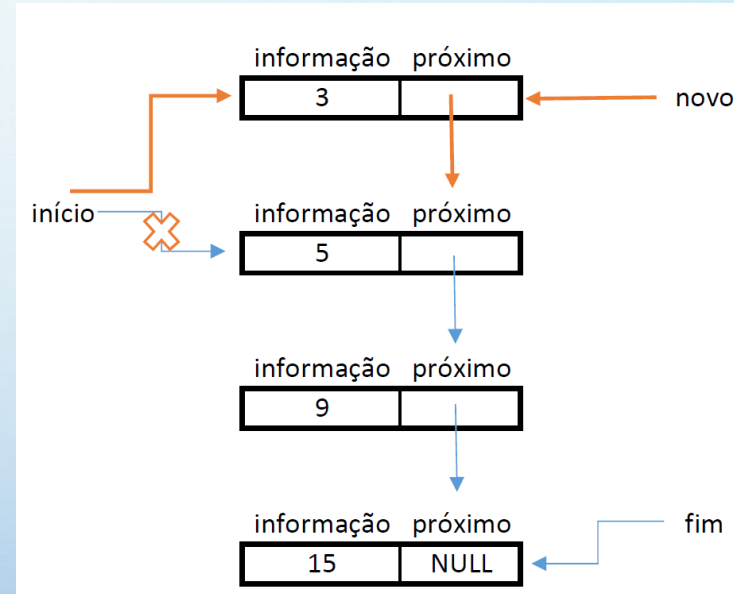 informação próximo
3
novo
início
informação próximo
5
informação próximo
9
informação próximo
fim
15 NULL